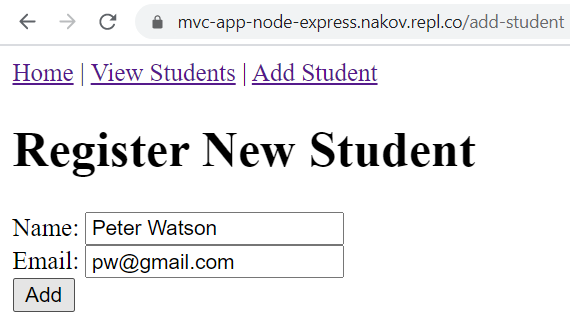 mvc-app-node-express.nakov.repl.co/add-student
Home | View Students | Add Student
Register New Student
Name: Peter Watson
Email: pw@gmail.com
Add